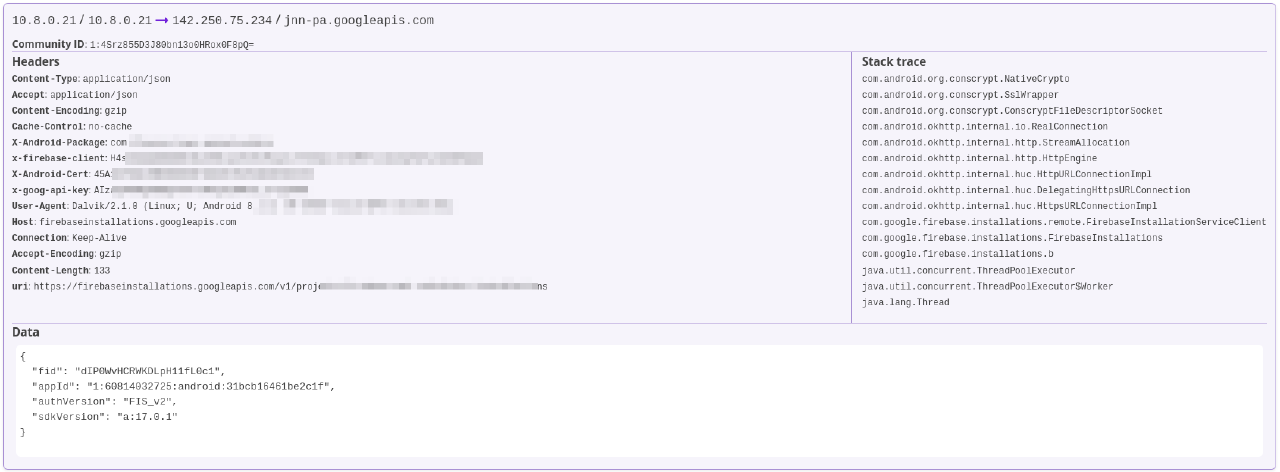 10.8.0.21 / 10.8.0.21 → 142.250.75.234 / jnn-pa.googleapis.com
Community ID: 1:4Srz855D3J80bn13o0HRox0F8pQ=
Headers
Content-Type: application/json
Accept: application/json
Content-Encoding: gzip
Cache-Control: no-cache
X-Android-Package: com
x-firebase-client: H4s
X-Android-Cert: 45A
x-goog-api-key: AIz
User-Agent: Dalvik/2.1.0 (Linux; U; Android 8
Host: firebaseinstallations.googleapis.com
Connection: Keep-Alive
Accept-Encoding: gzip
Content-Length: 133
uri: https://firebaseinstallations.googleapis.com/v1/proje ns
Stack trace
com.android.org.conscrypt.NativeCrypto
com.android.org.conscrypt.SslWrapper
com.android.org.conscrypt.ConscryptFileDescriptorSocket
com.android.okhttp.internal.io.RealConnection
com.android.okhttp.internal.http.StreamAllocation
com.android.okhttp.internal.http.HttpEngine
com.android.okhttp.internal.huc.HttpURLConnectionImpl
com.android.okhttp.internal.huc.DelegatingHttpsURLConnection
com.android.okhttp.internal.huc.HttpsURLConnectionImpl
com.google.firebase.installations.remote.FirebaseInstallationServiceClient
com.google.firebase.installations.FirebaseInstallations
com.google.firebase.installations.b
java.util.concurrent.ThreadPoolExecutor
java.util.concurrent.ThreadPoolExecutor$Worker
java.lang.Thread
Data
{
"fid": "dIP0WvHCRWKDLpH11fL0c1",
"appId": "1:60814032725:android:31bcb16461be2c1f",
"authVersion": "FIS_v2",
"sdkVersion": "a:17.0.1"
}